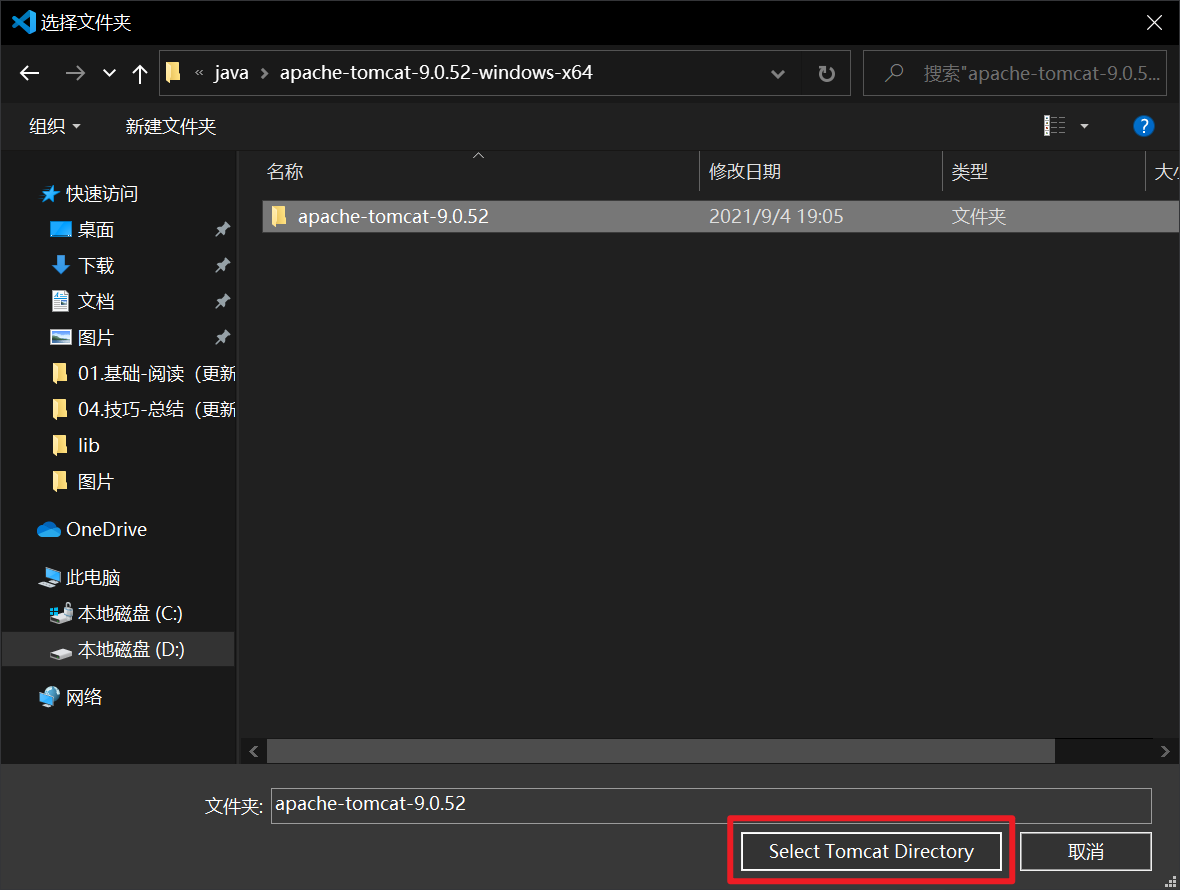 选择文件夹
« java > apache-tomcat-9.0.52-windows-x64
搜索"apache-tomcat-9.0.5...
组织
新建文件夹
名称 修改日期 类型 大小
apache-tomcat-9.0.52 2021/9/4 19:05 文件夹
快速访问
桌面
下载
文档
图片
01.基础-阅读（更新
04.技巧-总结（更新
lib
图片
OneDrive
此电脑
本地磁盘 (C:)
本地磁盘 (D:)
网络
文件夹: apache-tomcat-9.0.52
Select Tomcat Directory 取消